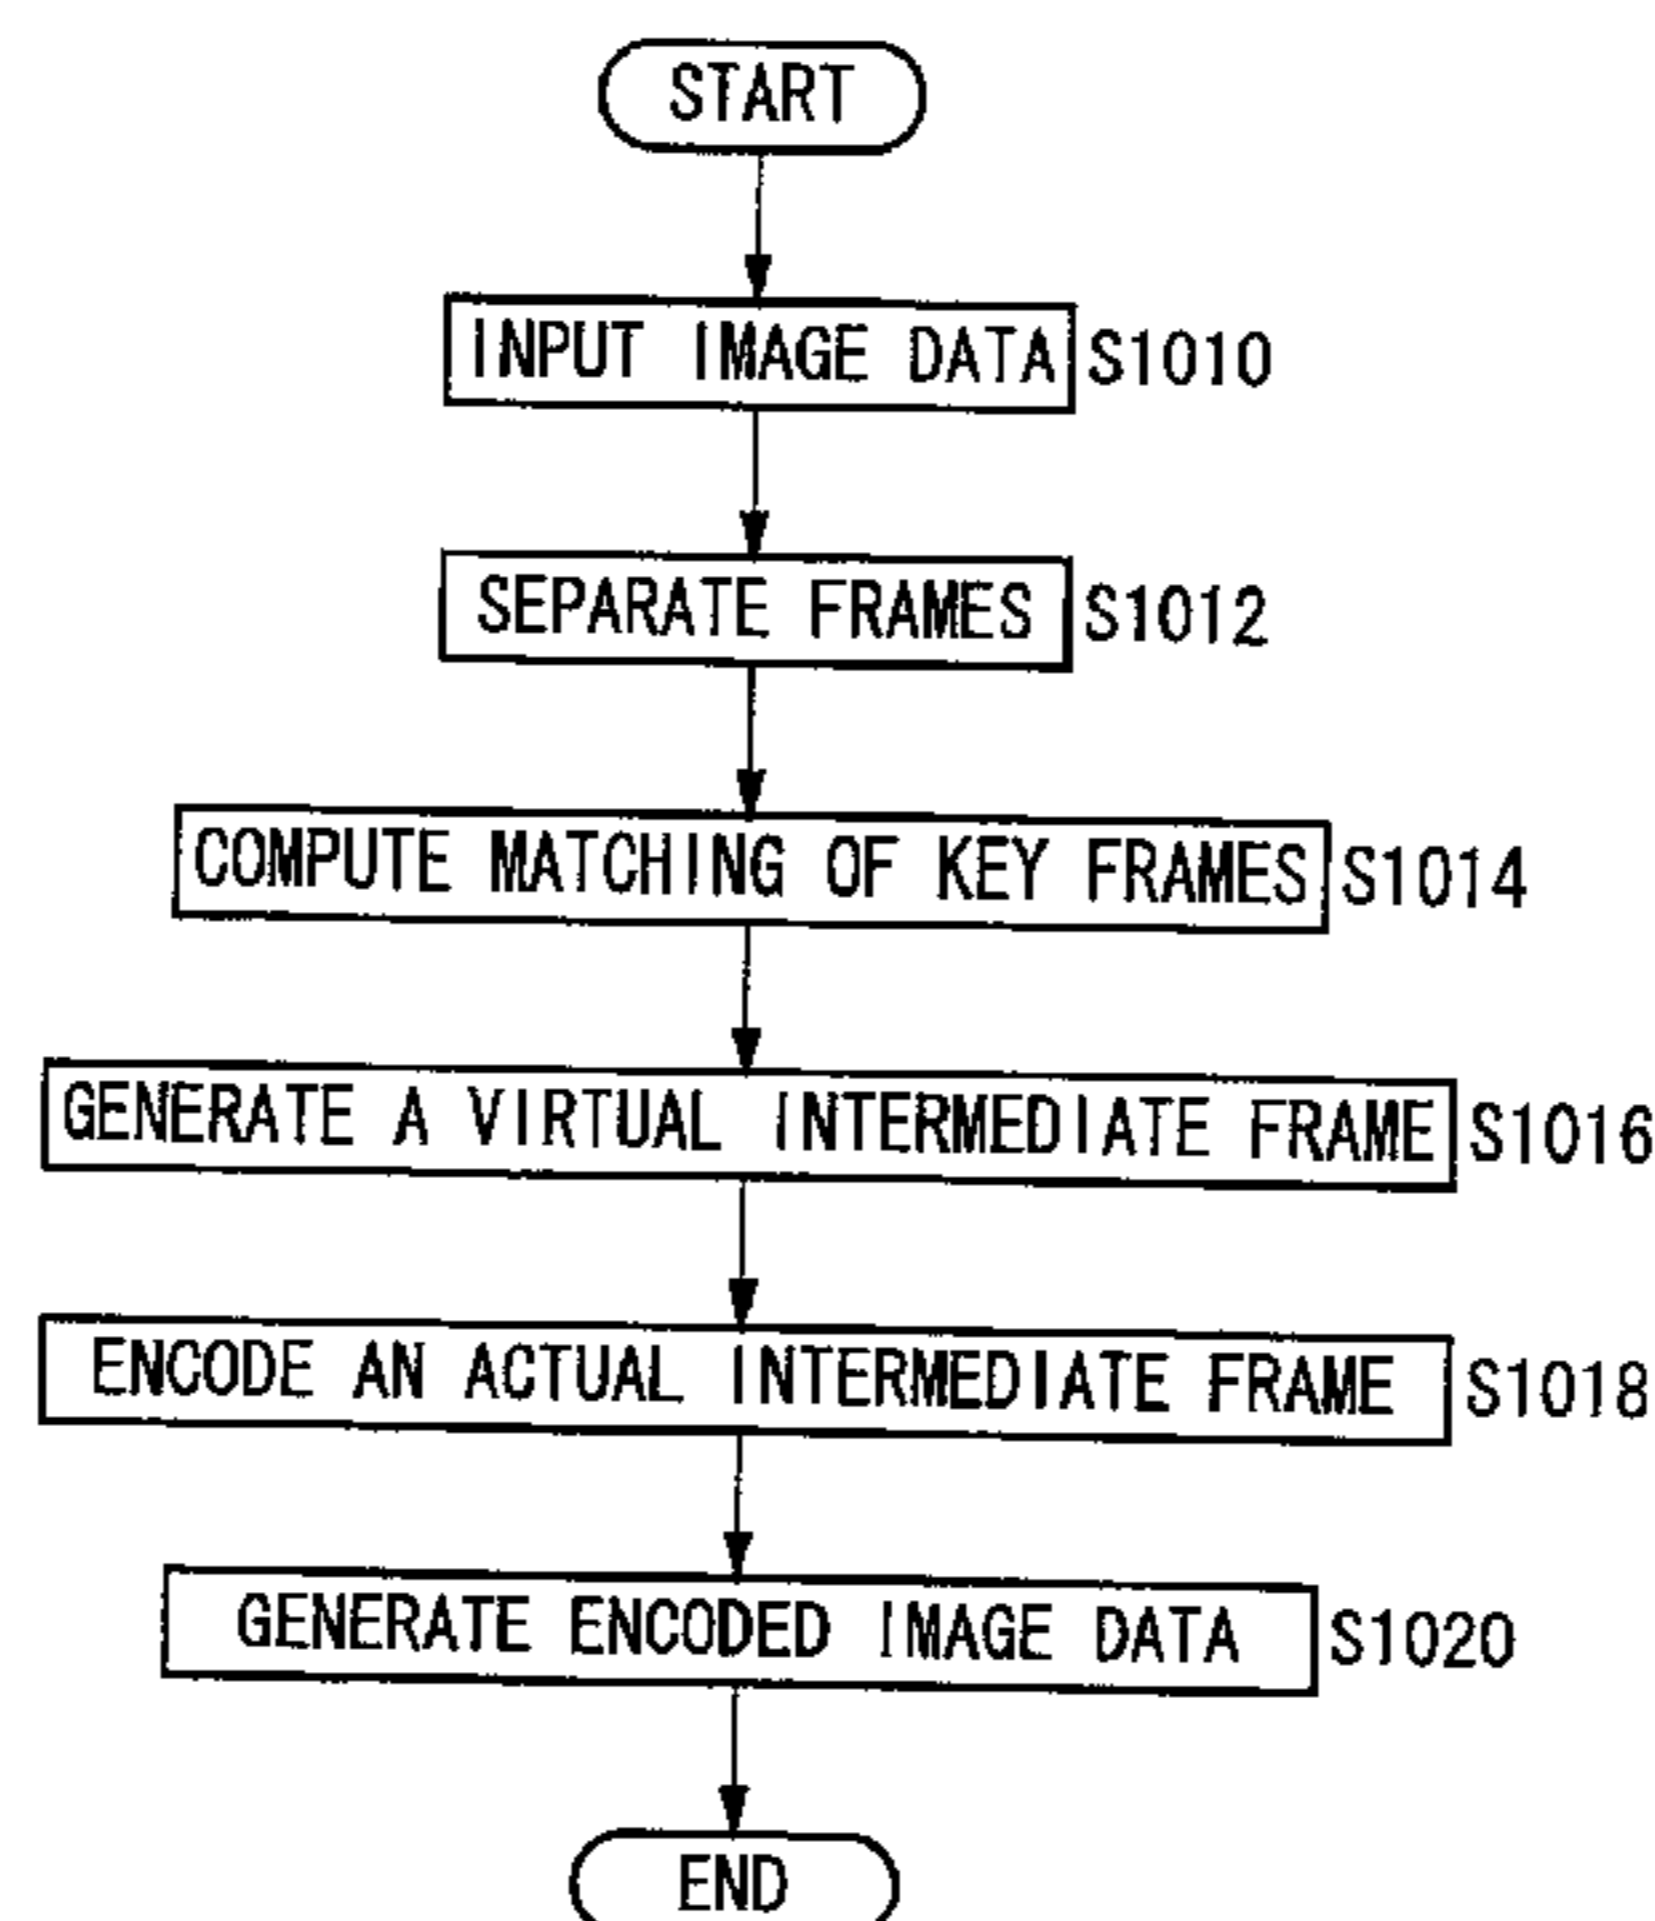 START
INPUT IMAGE DATA S1010
SEPARATE FRAMES S1012
COMPUTE MATCHING OF KEY FRAMES S1014
GENERATE A VIRTUAL INTERMEDIATE FRAME S1016
ENCODE AN ACTUAL INTERMEDIATE FRAME S1018
GENERATE ENCODED IMAGE DATA S1020
END